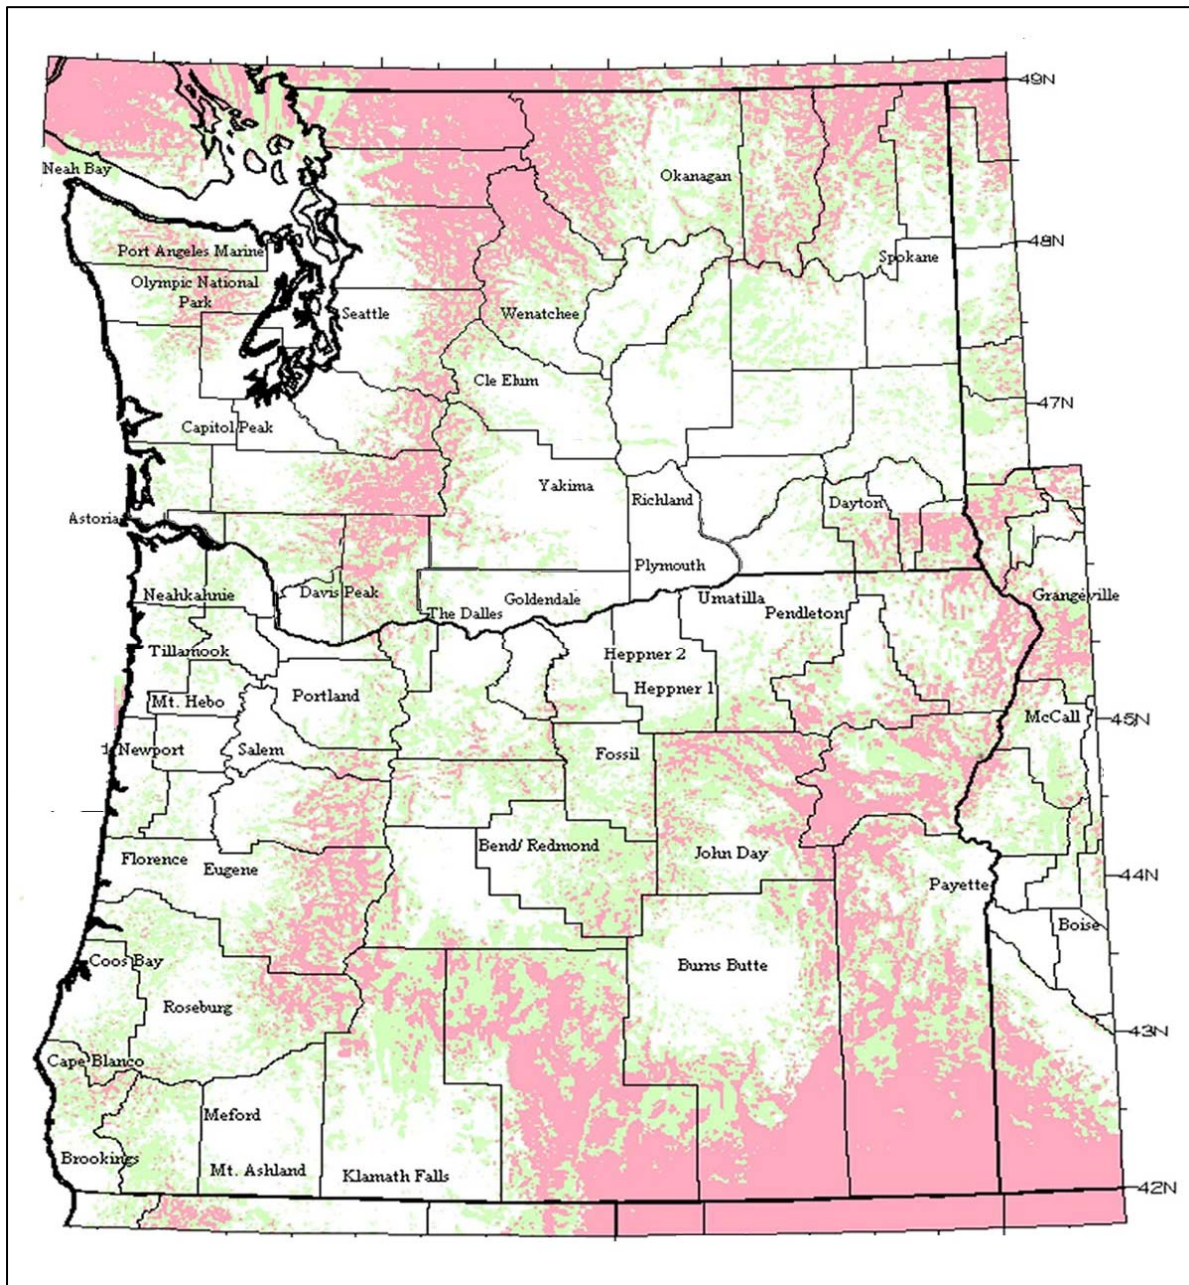 49N
Neah Bay
Okanagan
48N
Port Angeles Marine
Spokane
Olympic National
Park
Seattle
Wenatchee
Cle Elum
47N
Capitol Peak
Yakima
Richland
Dayton
Astoria
Plymouth
Neahkahnie
Davis Peak
Goldendale
Umatilla
Grangeville
The Dalles
Pendleton
Tillamook
Heppner 2
Heppner 1
Mt. Hebo
Portland
McCall
45N
Newport
Salem
Fossil
Bend/ Redmond
John Day
Florence
Eugene
Payette
44N
Boise
Coos Bay
Burns Butte
Roseburg
43N
Cape Blanco
Meford
Brookings
Mt. Ashland
Klamath Falls
42N